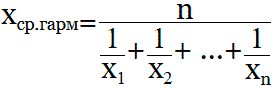 Xср.гарм = n / (1/X₁ + 1/X₂ + ... + 1/Xn)